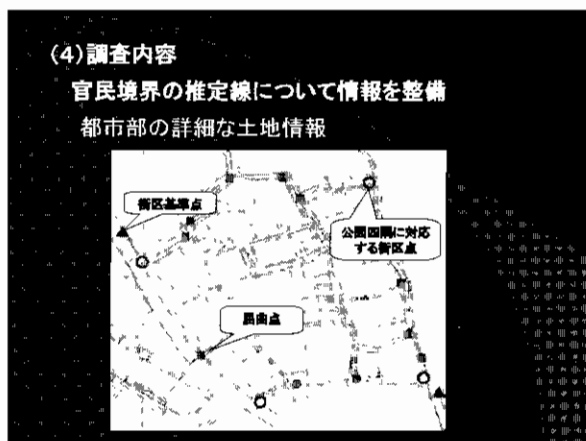 (4)調査内容
官民境界の推定線について情報を整備
都市部の詳細な土地情報
街区基準点
公図四隅に対応
する街区点
屈曲点